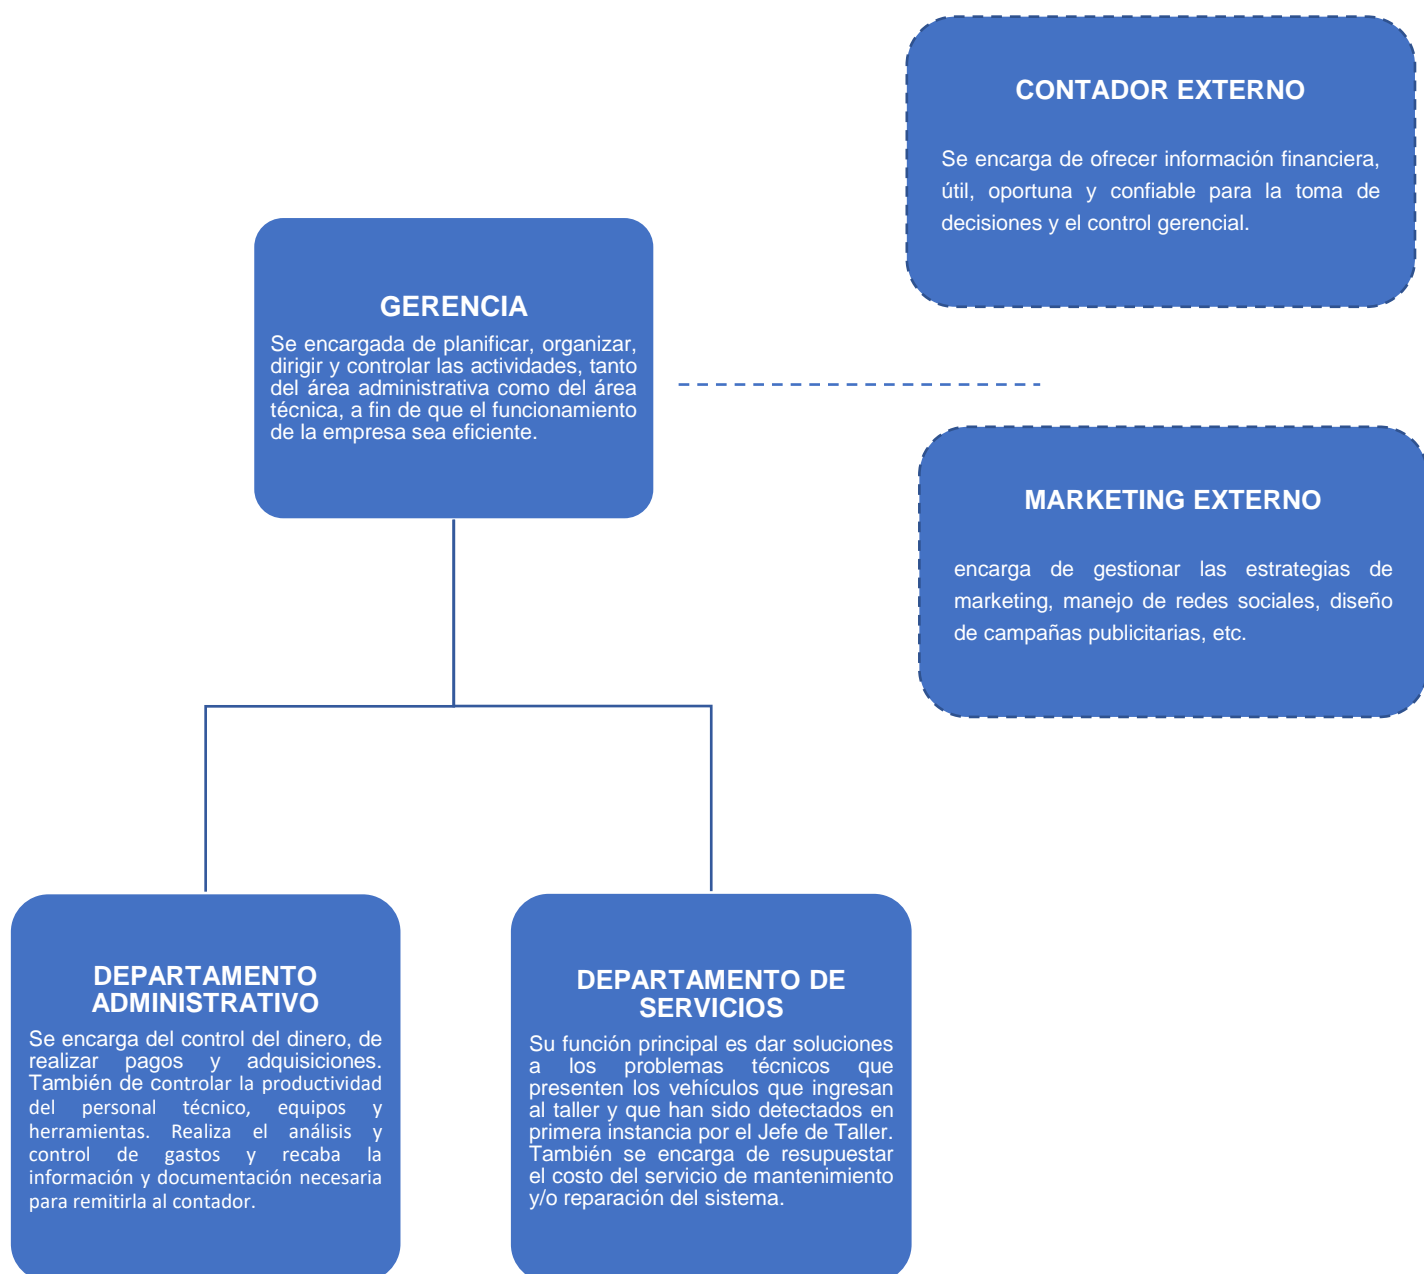 CONTADOR EXTERNO
Se encarga de ofrecer información financiera,
útil, oportuna y confiable para la toma de
decisiones y el control gerencial.
GERENCIA
Se encargada de planificar, organizar,
dirigir y controlar las actividades, tanto
del área administrativa como del área
técnica, a fin de que el funcionamiento
de la empresa sea eficiente.
MARKETING EXTERNO
encarga de gestionar las estrategias de
marketing, manejo de redes sociales, diseño
de campañas publicitarias, etc.
DEPARTAMENTO
ADMINISTRATIVO
Se encarga del control del dinero, de
realizar pagos y adquisiciones.
También de controlar la productividad
del personal técnico, equipos y
herramientas. Realiza el análisis y
control de gastos y recaba la
información y documentación necesaria
para remitirla al contador.
DEPARTAMENTO DE
SERVICIOS
Su función principal es dar soluciones
a los problemas técnicos que
presenten los vehículos que ingresan
al taller y que han sido detectados en
primera instancia por el Jefe de Taller.
También se encarga de resupuestar
el costo del servicio de mantenimiento
y/o reparación del sistema.